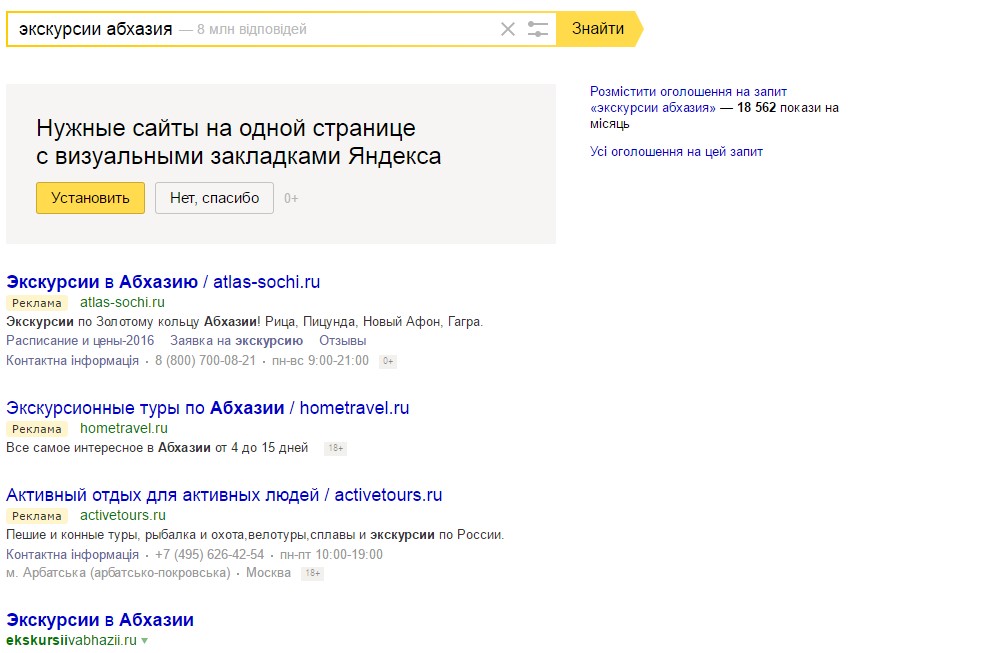 экскурсии абхазия — 8 млн відповідей
Знайти
Розмістити оголошення на запит
«экскурсии абхазия» — 18 562 покази на
місяць
Усі оголошення на цей запит
Нужные сайты на одной странице
с визуальными закладками Яндекса
Установить Нет, спасибо 0+
Экскурсии в Абхазию / atlas-sochi.ru
Реклама atlas-sochi.ru
Экскурсии по Золотому кольцу Абхазии! Рица, Пицунда, Новый Афон, Гагра.
Расписание и цены-2016 Заявка на экскурсию Отзывы
Контактна інформація · 8 (800) 700-08-21 · пн-вс 9:00-21:00 0+
Экскурсионные туры по Абхазии / hometravel.ru
Реклама hometravel.ru
Все самое интересное в Абхазии от 4 до 15 дней 18+
Активный отдых для активных людей / activetours.ru
Реклама activetours.ru
Пешие и конные туры, рыбалка и охота,велотуры,сплавы и экскурсии по России.
Контактна інформація · +7 (495) 626-42-54 · пн-пт 10:00-19:00
м. Арбатська (арбатсько-покровська) · Москва 18+
Экскурсии в Абхазии
ekskursiivabhazii.ru